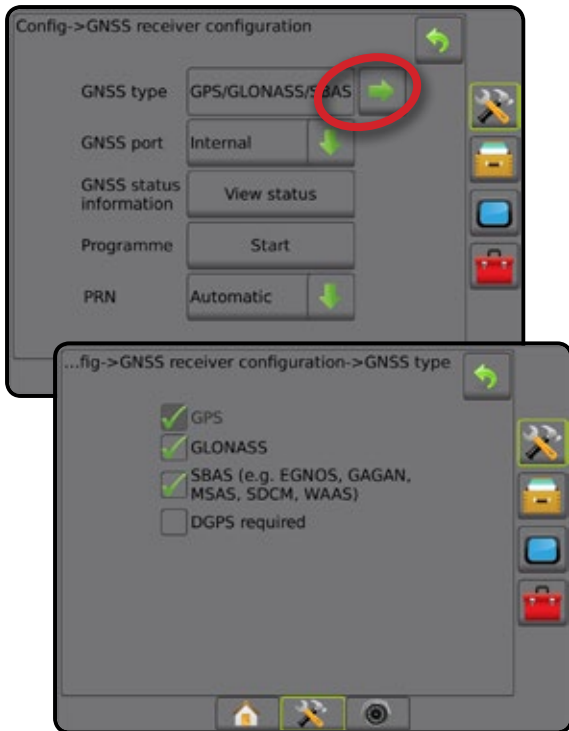 Config->GNSS receiver configuration
GNSS type GPS/GLONASS/SBAS
GNSS port Internal
GNSS status
information View status
Programme Start
PRN Automatic
...fig->GNSS receiver configuration->GNSS type
GPS
GLONASS
SBAS (e.g. EGNOS, GAGAN,
MSAS, SDCM, WAAS)
DGPS required